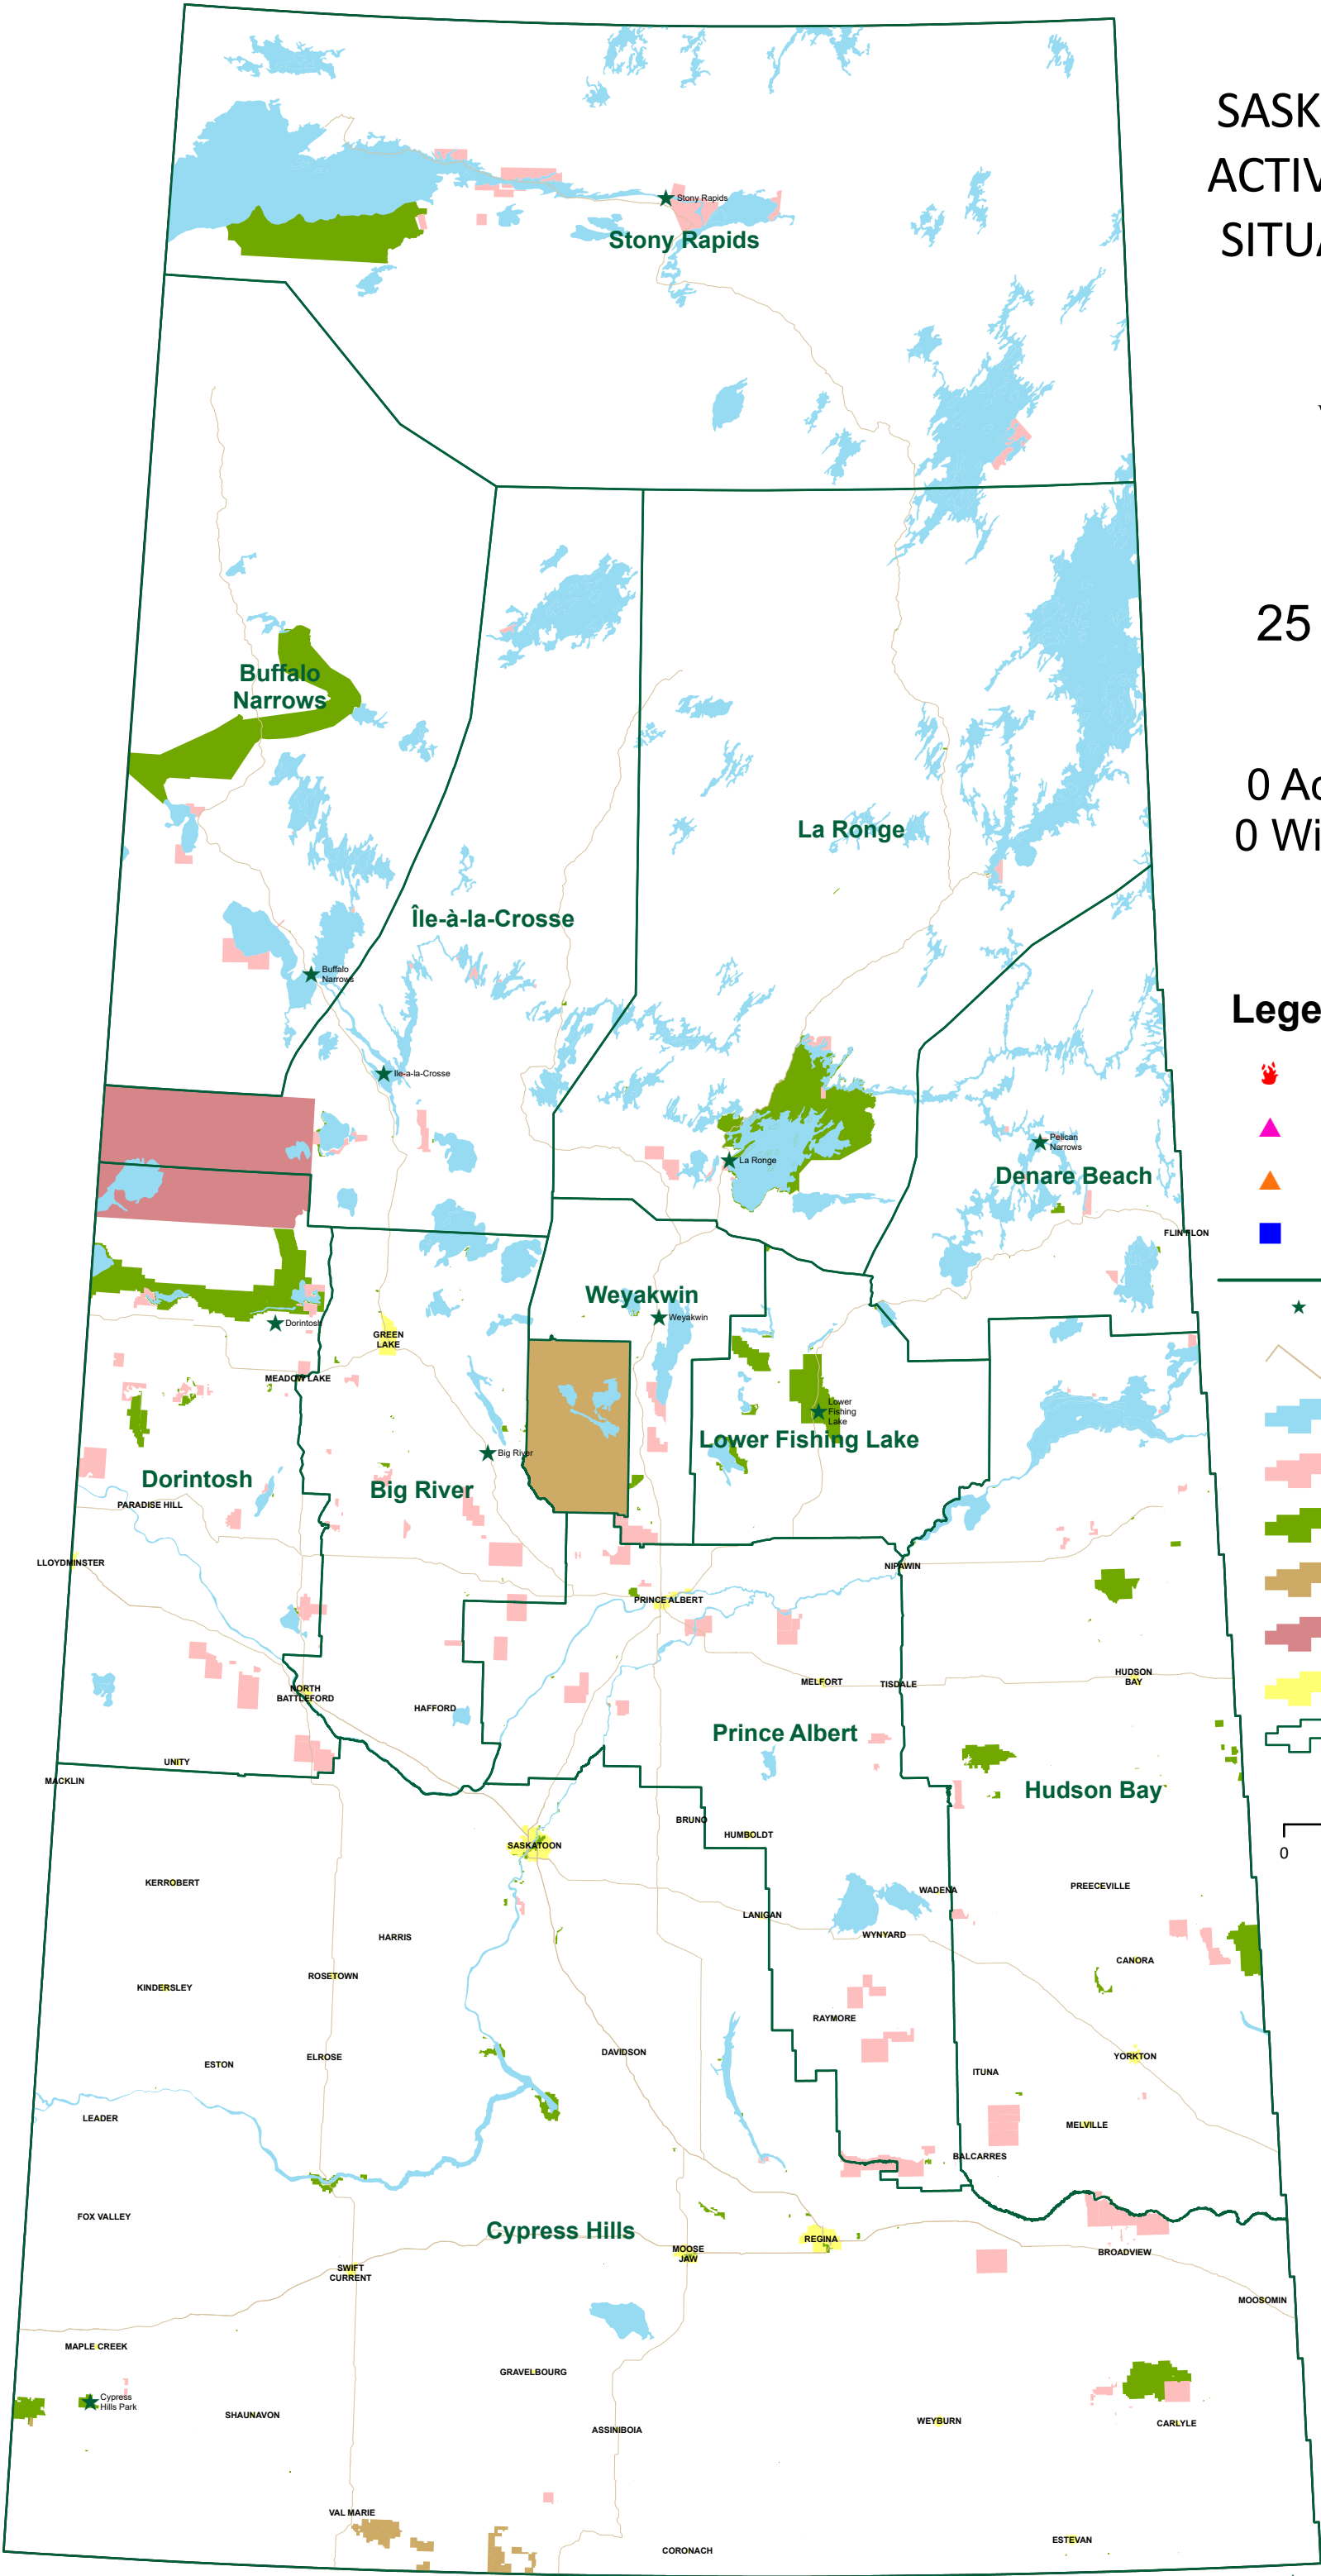 SASK
ACTIV
SITUA
Stony Rapids
Stony Rapids
25
Buffalo
Narrows
0 Ac
0 Wi
La Ronge
Île-à-la-Crosse
Buffalo
Narrows
Lege
Ile-a-la-Crosse
Pelican
Narrows
La Ronge
Denare Beach
FLIN FLON
Weyakwin
Weyakwin
Dorintosh
GREEN
LAKE
MEADOW LAKE
Lower
Fishing
Lake
Lower Fishing Lake
Big River
Dorintosh
Big River
PARADISE HILL
LLOYDMINSTER
NIPAWIN
PRINCE ALBERT
HUDSON
BAY
MELFORT
TISDALE
NORTH
BATTLEFORD
HAFFORD
Prince Albert
UNITY
MACKLIN
Hudson Bay
BRUNO
HUMBOLDT
SASKATOON
0
KERROBERT
PREECEVILLE
WADENA
LANIGAN
WYNYARD
HARRIS
CANORA
ROSETOWN
KINDERSLEY
RAYMORE
DAVIDSON
YORKTON
ELROSE
ESTON
ITUNA
LEADER
MELVILLE
BALCARRES
FOX VALLEY
Cypress Hills
REGINA
MOOSE
JAW
BROADVIEW
SWIFT
CURRENT
MOOSOMIN
MAPLE CREEK
GRAVELBOURG
Cypress
Hills Park
SHAUNAVON
WEYBURN
CARLYLE
ASSINIBOIA
VAL MARIE
ESTEVAN
CORONACH